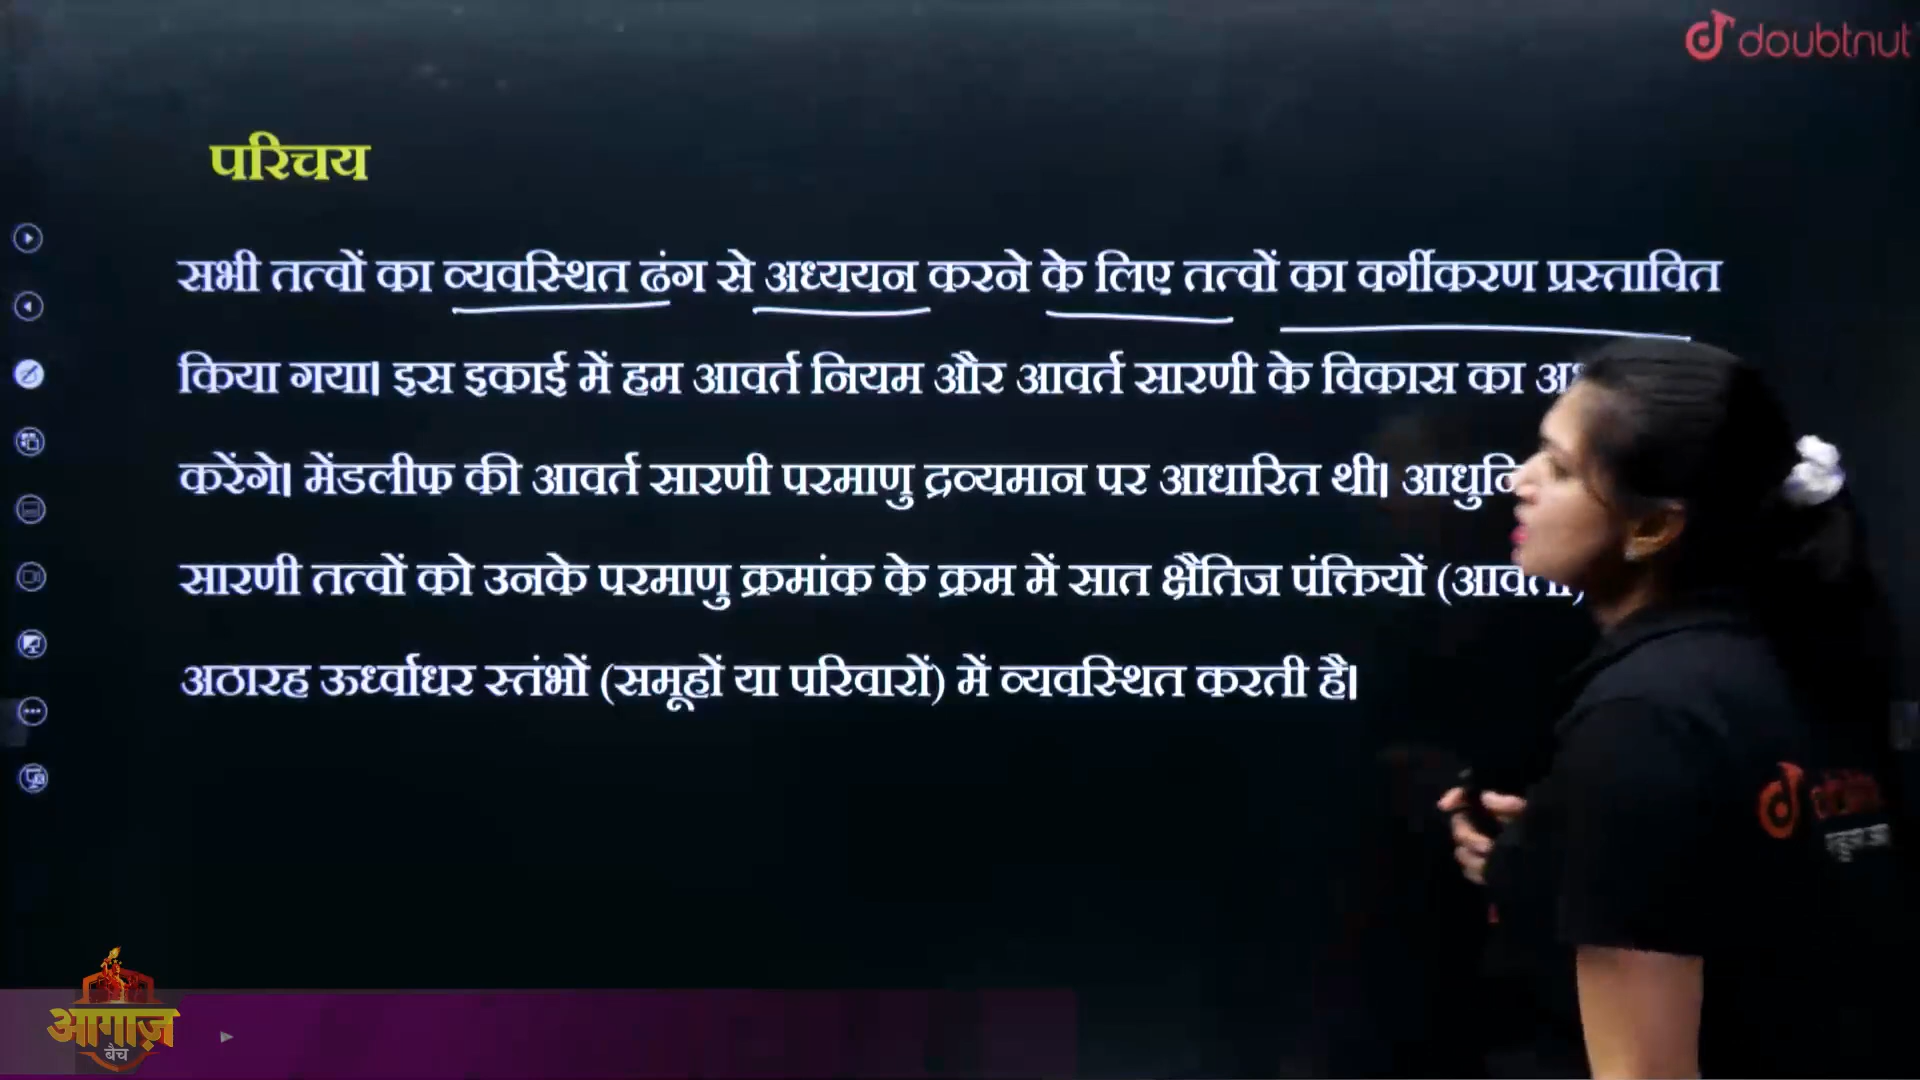 doubtnut
परिचय
सभी तत्वों का व्यवस्थित ढंग से अध्ययन करने के लिए तत्वों का वर्गीकरण प्रस्तावित
किया गया। इस इकाई में हम आवर्त नियम और आवर्त सारणी के विकास का
करेंगे। मेंडलीफ की आवर्त सारणी परमाणु द्रव्यमान पर आधारित थी।
सारणी तत्वों को उनके परमाणु क्रमांक के क्रम में सात क्षैतिज पंक्तियों
अठारह ऊर्ध्वाधर स्तंभों (समूहों या परिवारों) में व्यवस्थित करती है।
आगाज़
बैच